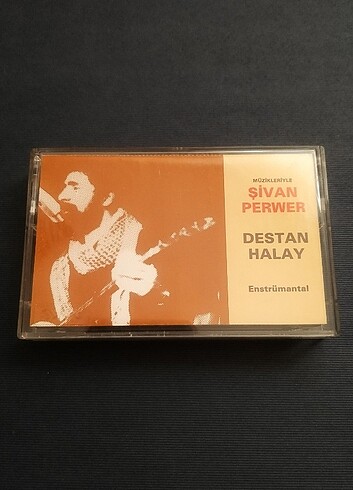 MÜZİKLERİYLE
ŞİVAN
PERWER
DESTAN
HALAY
Enstrümantal